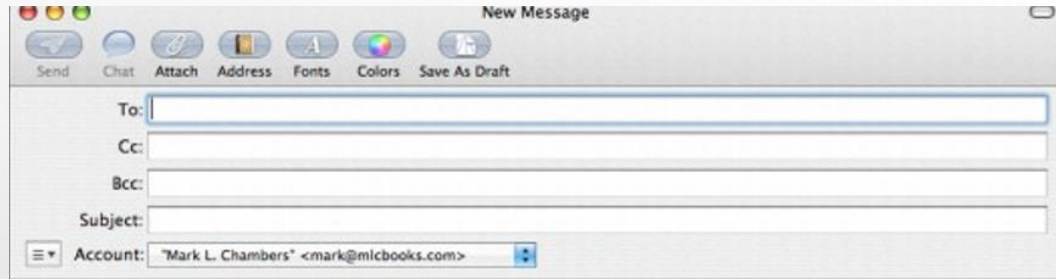 New Message
Send Chat Attach Address Fonts Colors Save As Draft
To:
Cc:
Bcc:
Subject:
Account: "Mark L. Chambers" <mark@mlcbooks.com>